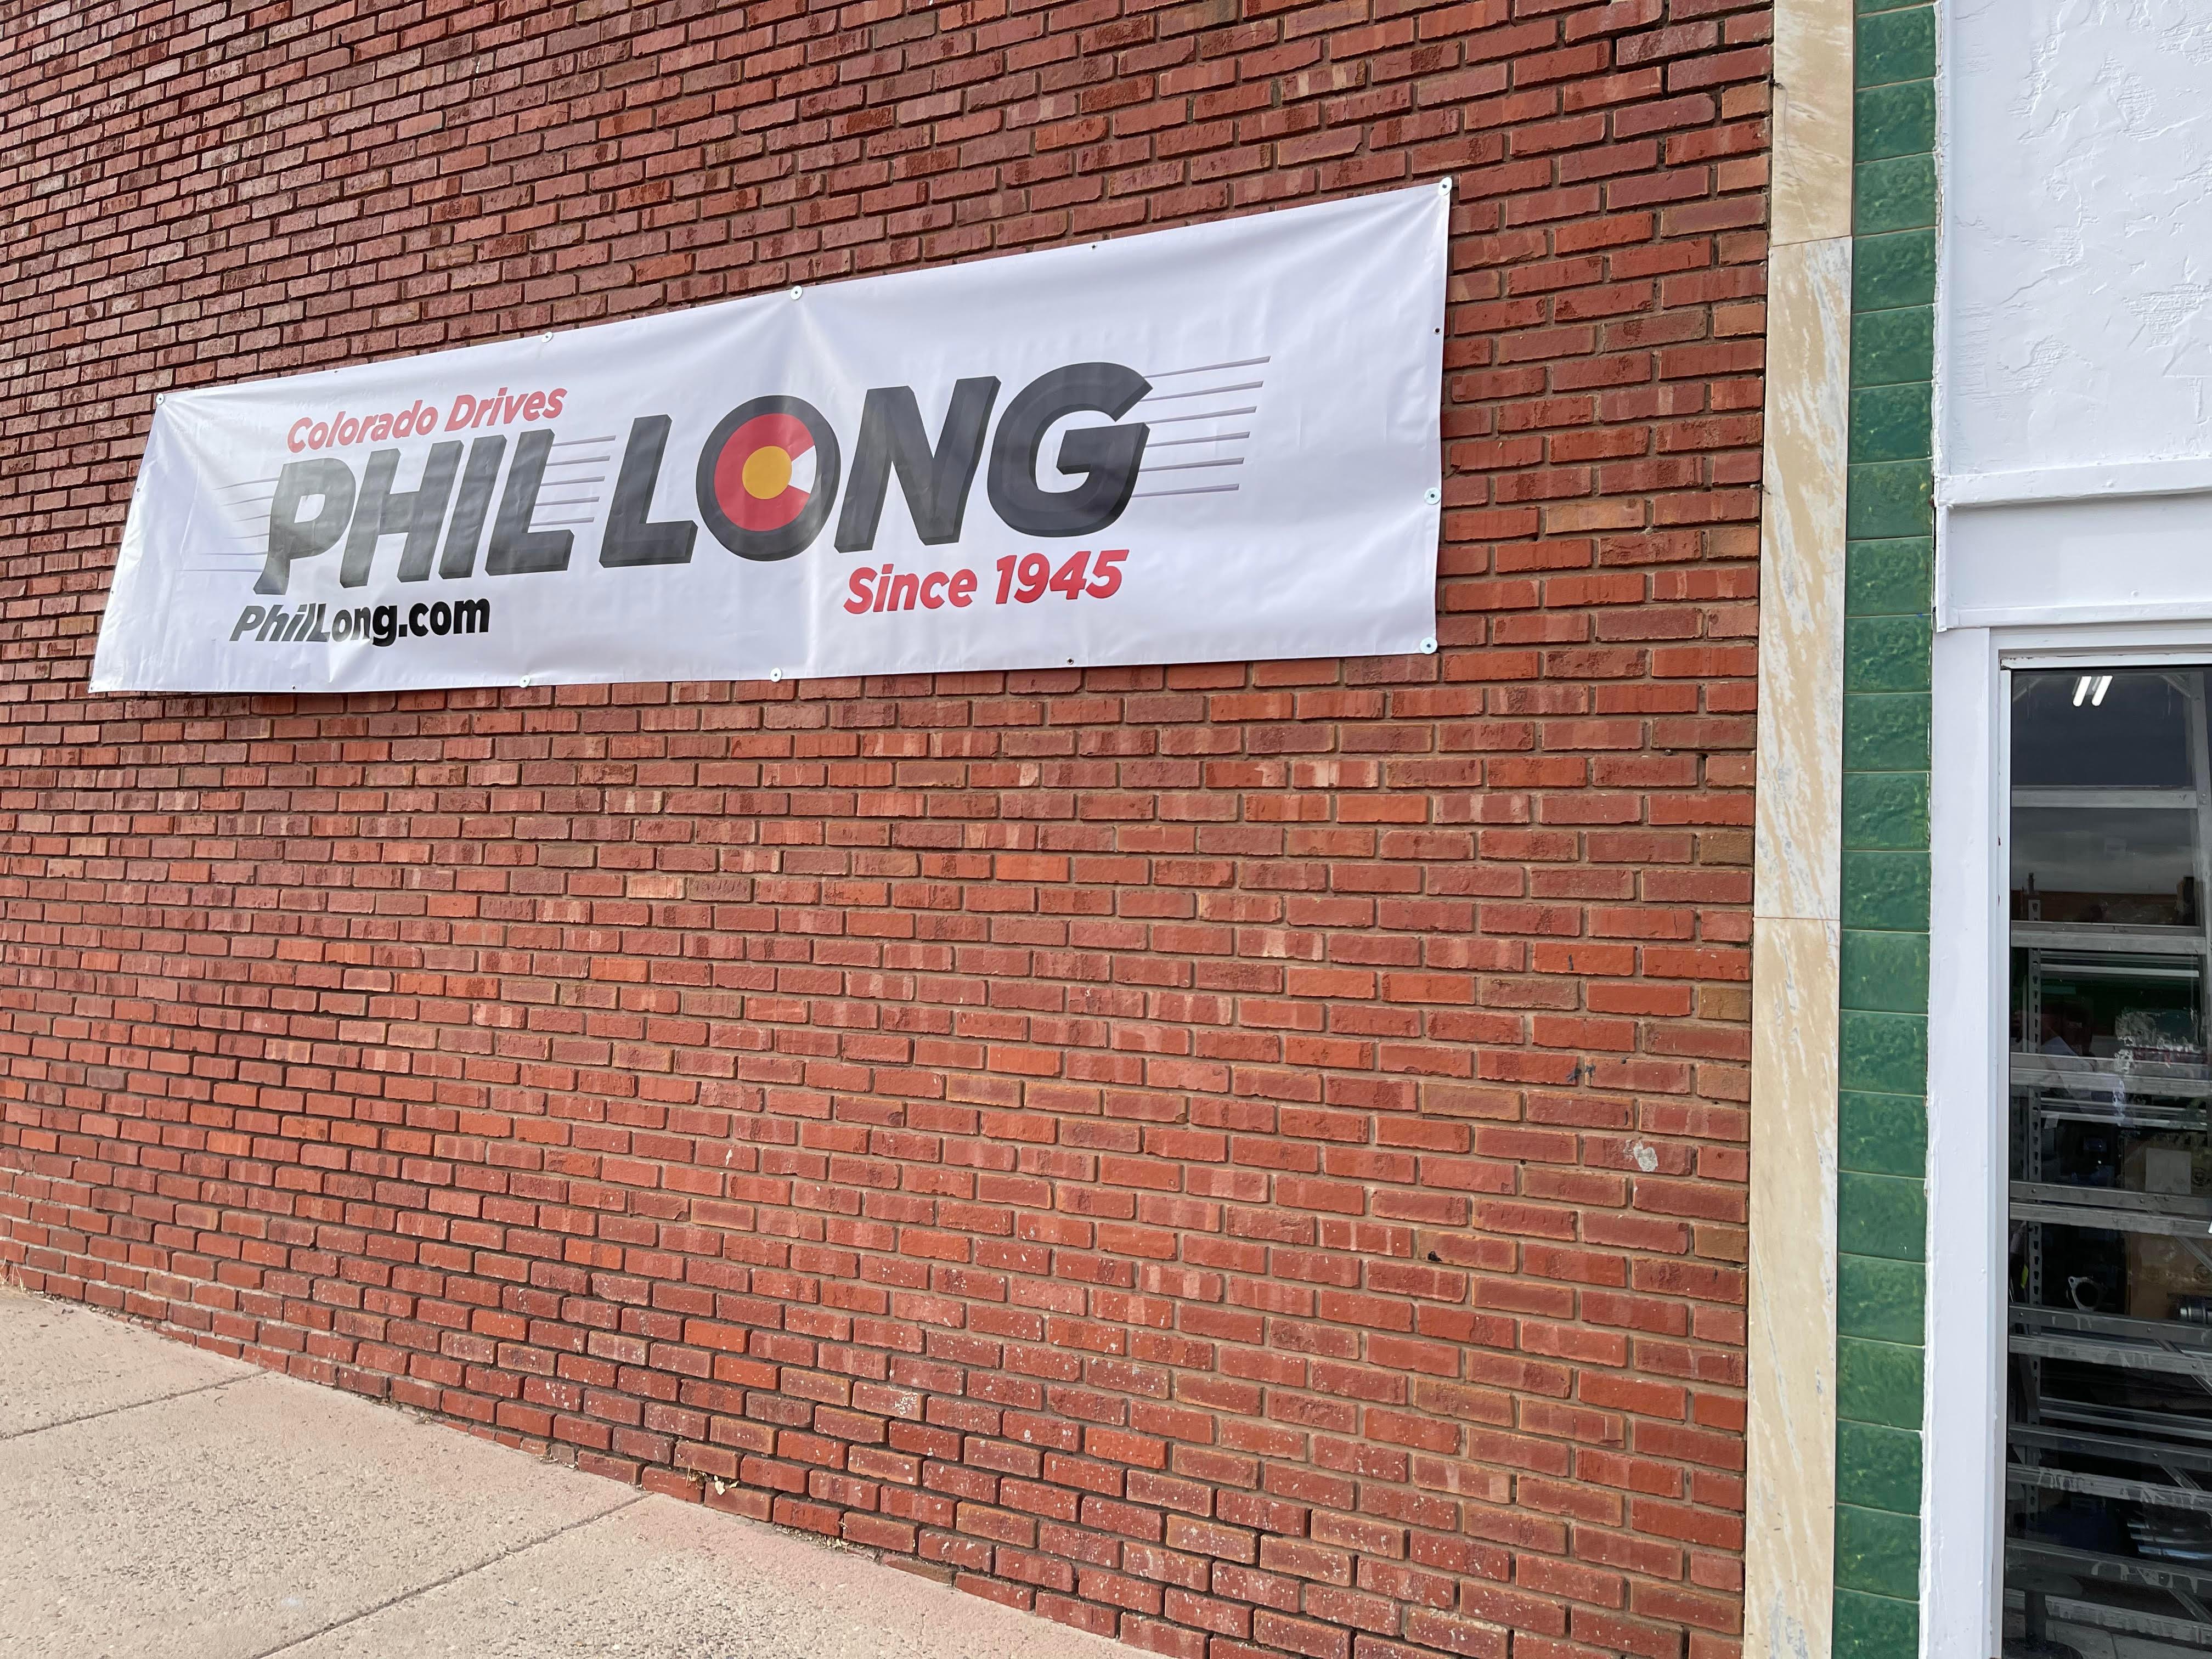 Colorado Drives
PHIL LONG
Since 1945
PhilLong.com